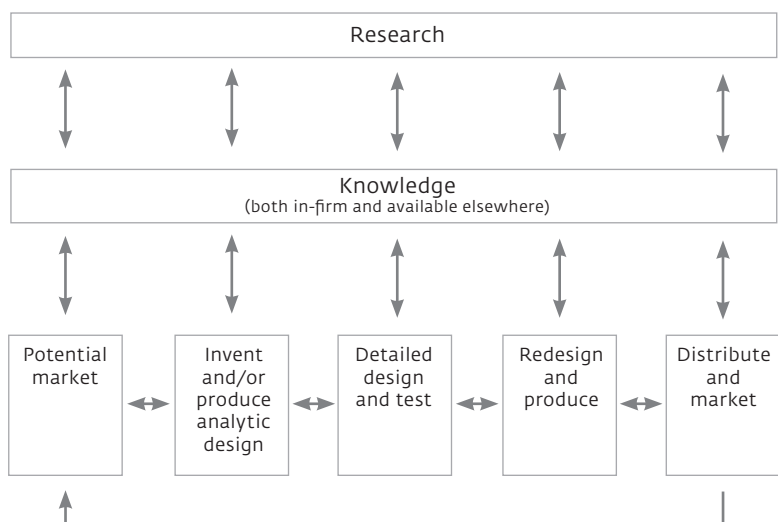 Research
Knowledge
(both in-firm and available elsewhere)
Potential
market
Invent
and/or
produce
analytic
design
Detailed
design
and test
Redesign
and
produce
Distribute
and
market